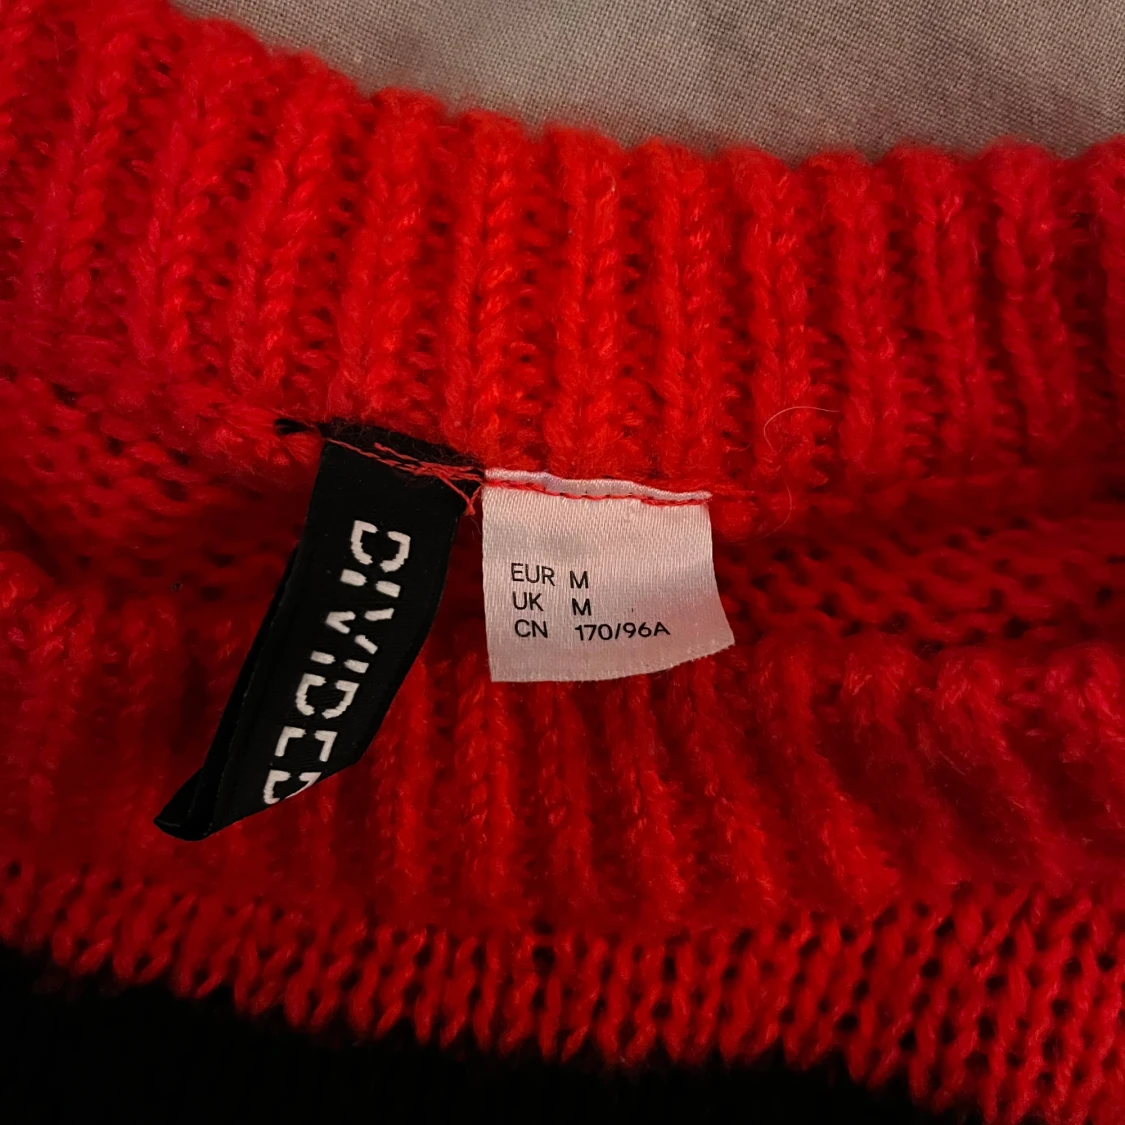 DIVIDED
EUR M
UK M
CN 170/96A